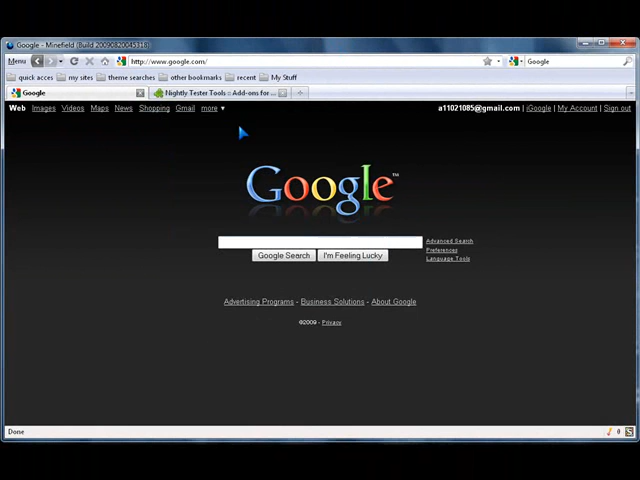 Google - Minefield (Build 20090820045318)
Menu http://www.google.com/ Google
quick acces my sites theme searches other bookmarks recent My Stuff
Google Nightly Tester Tools :: Add-ons for ...
Web Images Videos Maps News Shopping Gmail more ▼ a11021085@gmail.com | iGoogle | My Account | Sign out
Google™
Advanced Search
Preferences
Language Tools
Google Search I'm Feeling Lucky
Advertising Programs - Business Solutions - About Google
©2009 - Privacy
Done 0 S